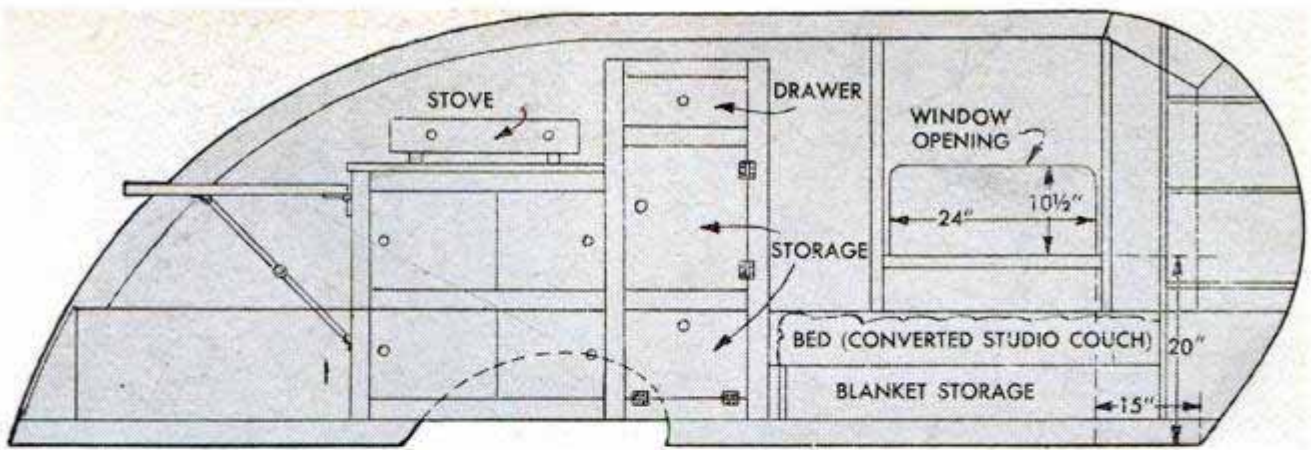 STOVE
DRAWER
WINDOW
OPENING
24"
10½"
STORAGE
BED (CONVERTED STUDIO COUCH)
20"
BLANKET STORAGE
15"